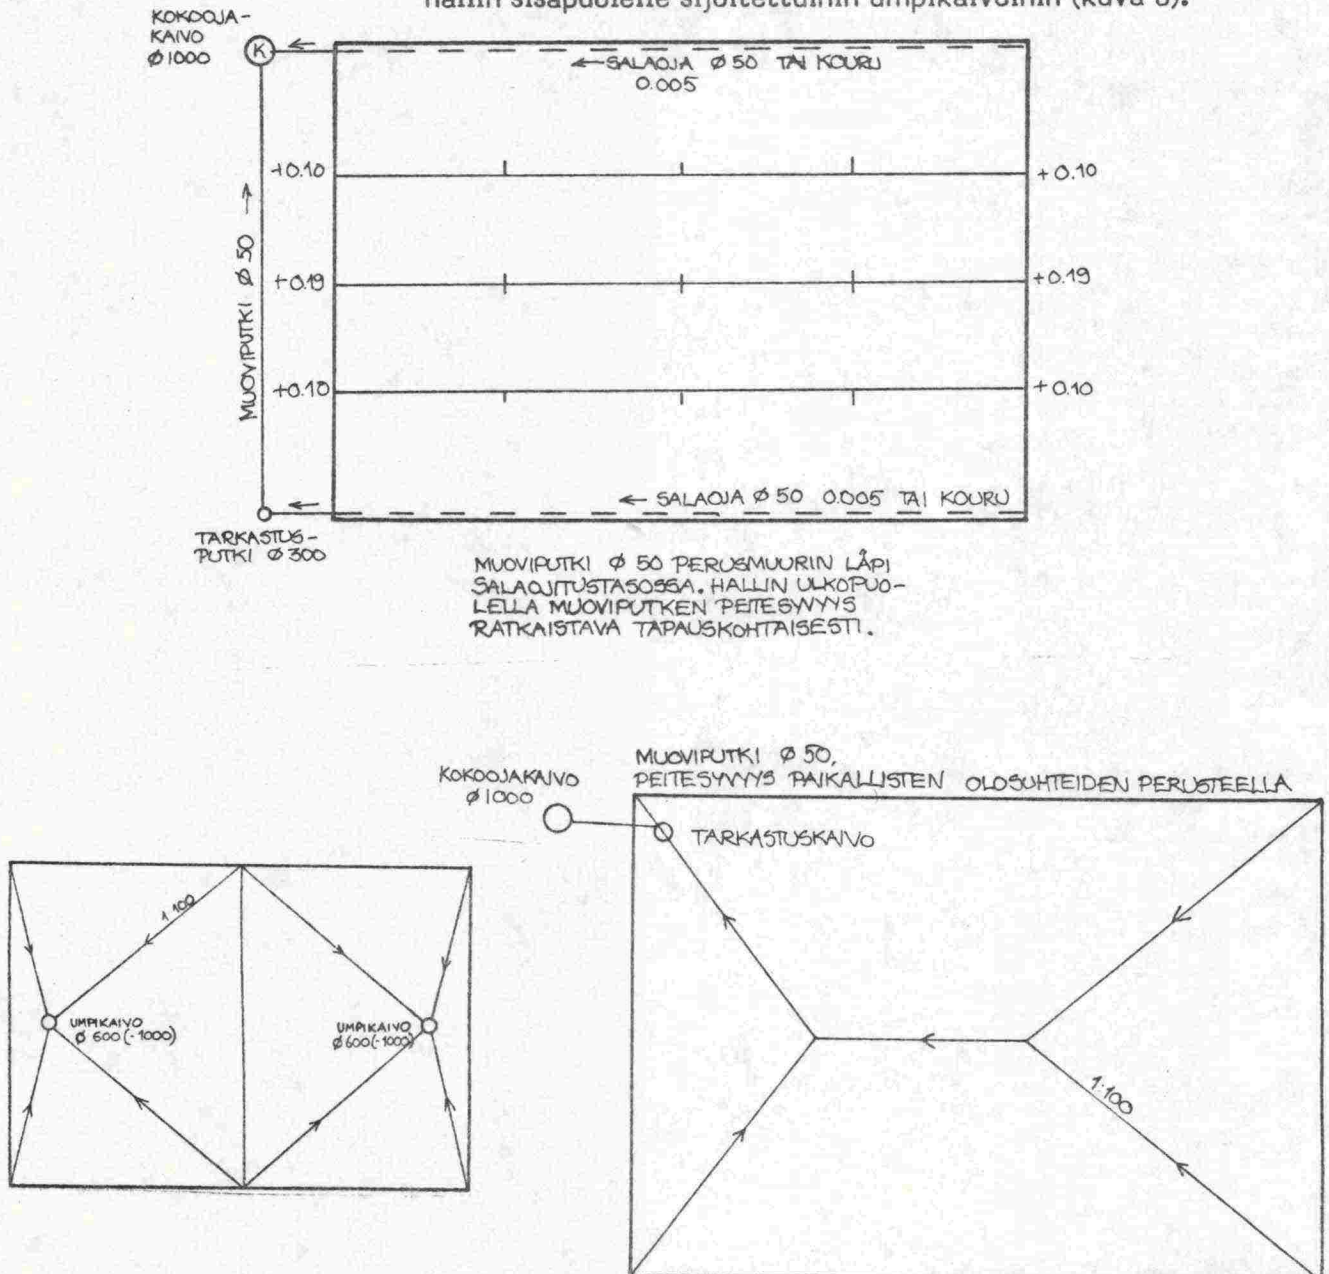 hallin sisäpuolelle sijoitettuihin umpikaivoihin (kuva 8).
KOKOOJA-
KAIVO
Ø1000
K
← SALAOJA Ø 50 TAI KOURU
0.005
+0.10
+0.10
MUOVIPUTKI Ø 50 →
+0.19
+0.19
+0.10
+0.10
← SALAOJA Ø 50 0.005 TAI KOURU
TARKASTUS-
PUTKI Ø 300
MUOVIPUTKI Ø 50 PERUSMUURIN LÄPI
SALAOJITUSTASOSSA. HALLIN ULKOPUO-
LELLA MUOVIPUTKEN PEITESYVYYS
RATKAISTAVA TAPAUSKOHTAISESTI.
MUOVIPUTKI Ø 50,
PEITESYVYYS PAIKALLISTEN OLOSUHTEIDEN PERUSTEELLA
KOKOOJAKAIVO
Ø1000
TARKASTUSKAIVO
1:100
UMPIKAIVO
Ø 600 (-1000)
UMPIKAIVO
Ø 600 (-1000)
1:100